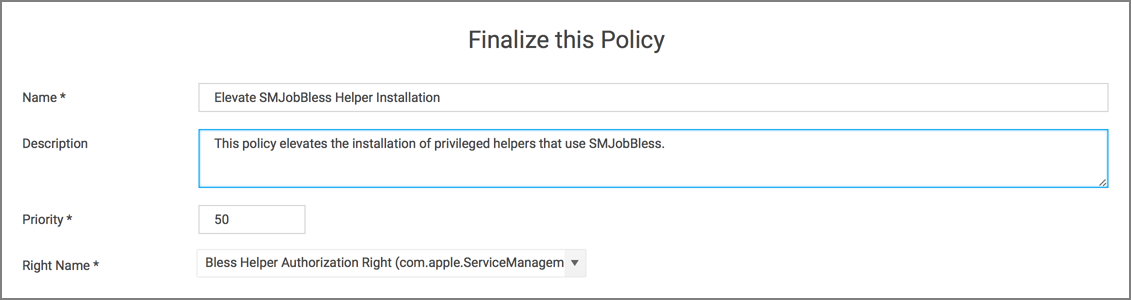 Finalize this Policy
Name *
Elevate SMJobBless Helper Installation
Description
This policy elevates the installation of privileged helpers that use SMJobBless.
Priority *
50
Right Name *
Bless Helper Authorization Right (com.apple.ServiceManagem